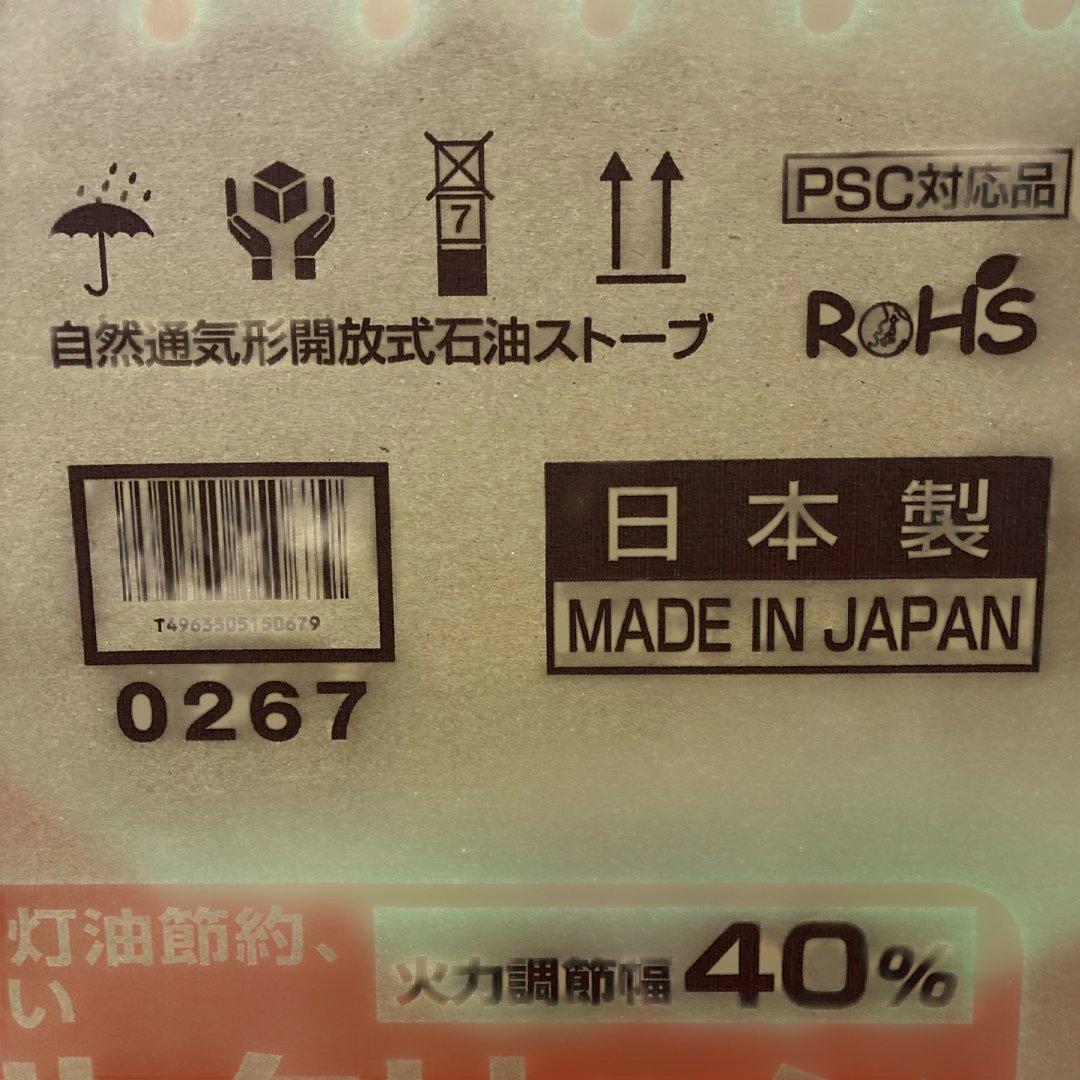 7
PSC対応品
RoHS
自然通気形開放式石油ストーブ
日本製
MADE IN JAPAN
T4963505150679
0267
灯油節約、
火力調節幅40%
い